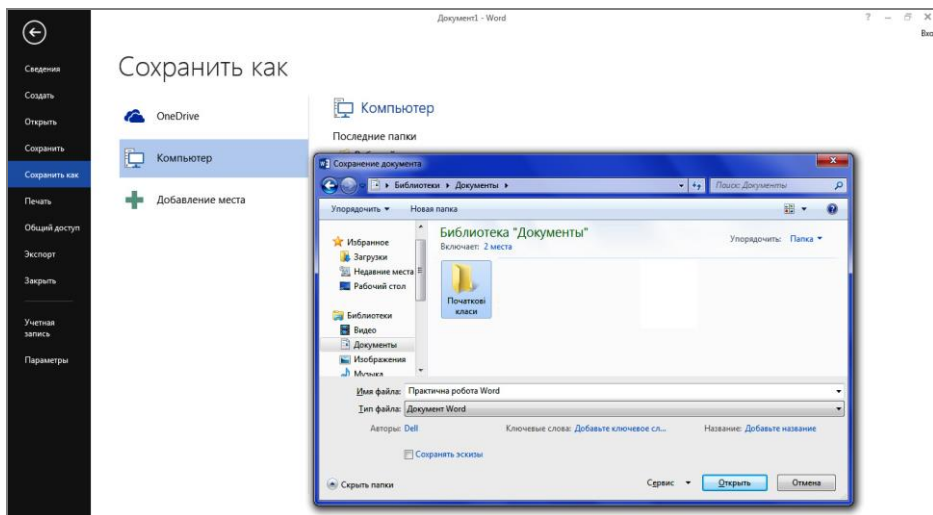 Документ1 - Word
Вхо
Сведения
Создать
Открыть
Сохранить
Сохранить как
Печать
Общий доступ
Экспорт
Закрыть
Учетная
запись
Параметры
Сохранить как
OneDrive
Компьютер
Добавление места
Компьютер
Последние папки
Сохранение документа
Библиотеки Документы
Поиск: Документы
Упорядочить Новая папка
Избранное
Загрузки
Недавние места
Рабочий стол
Библиотеки
Видео
Документы
Изображения
Музыка
Библиотека "Документы"
Включает: 2 места
Упорядочить: Папка
Початкові
класи
Имя файла: Практична робота Word
Тип файла: Документ Word
Авторы: Dell Ключевые слова: Добавьте ключевое сл... Название: Добавьте название
Сохранять эскизы
Скрыть папки Сервис Открыть Отмена